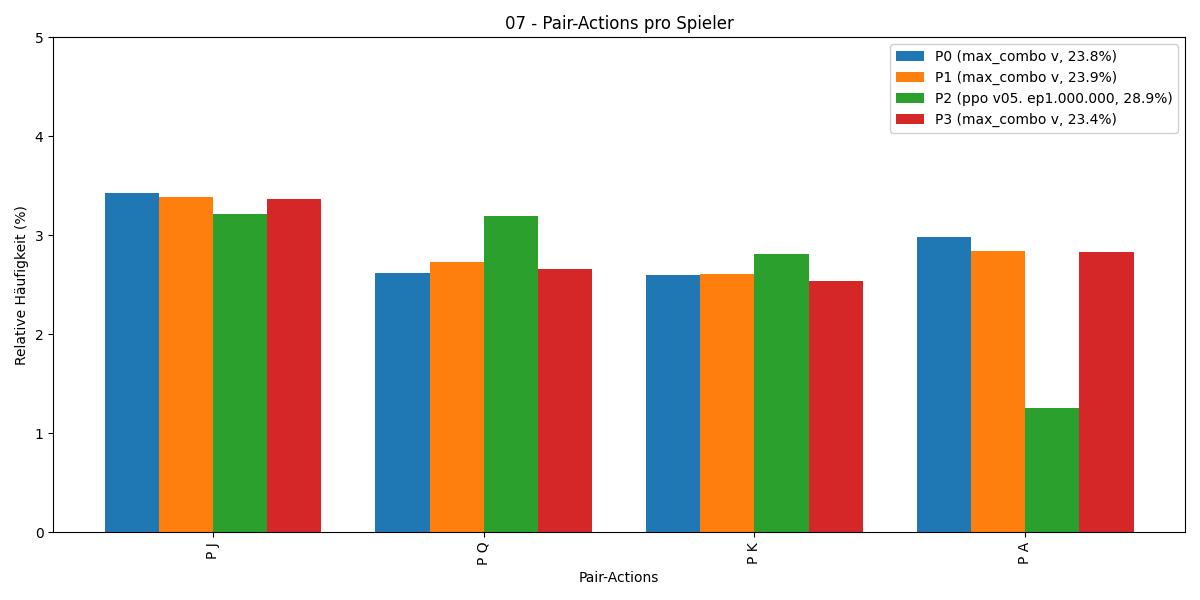 07 - Pair-Actions pro Spieler
P0 (max_combo v, 23.8%)
P1 (max_combo v, 23.9%)
P2 (ppo v05. ep1.000.000, 28.9%)
P3 (max_combo v, 23.4%)
Relative Häufigkeit (%)
5
4
3
2
1
0
P J
P Q
P K
P A
Pair-Actions